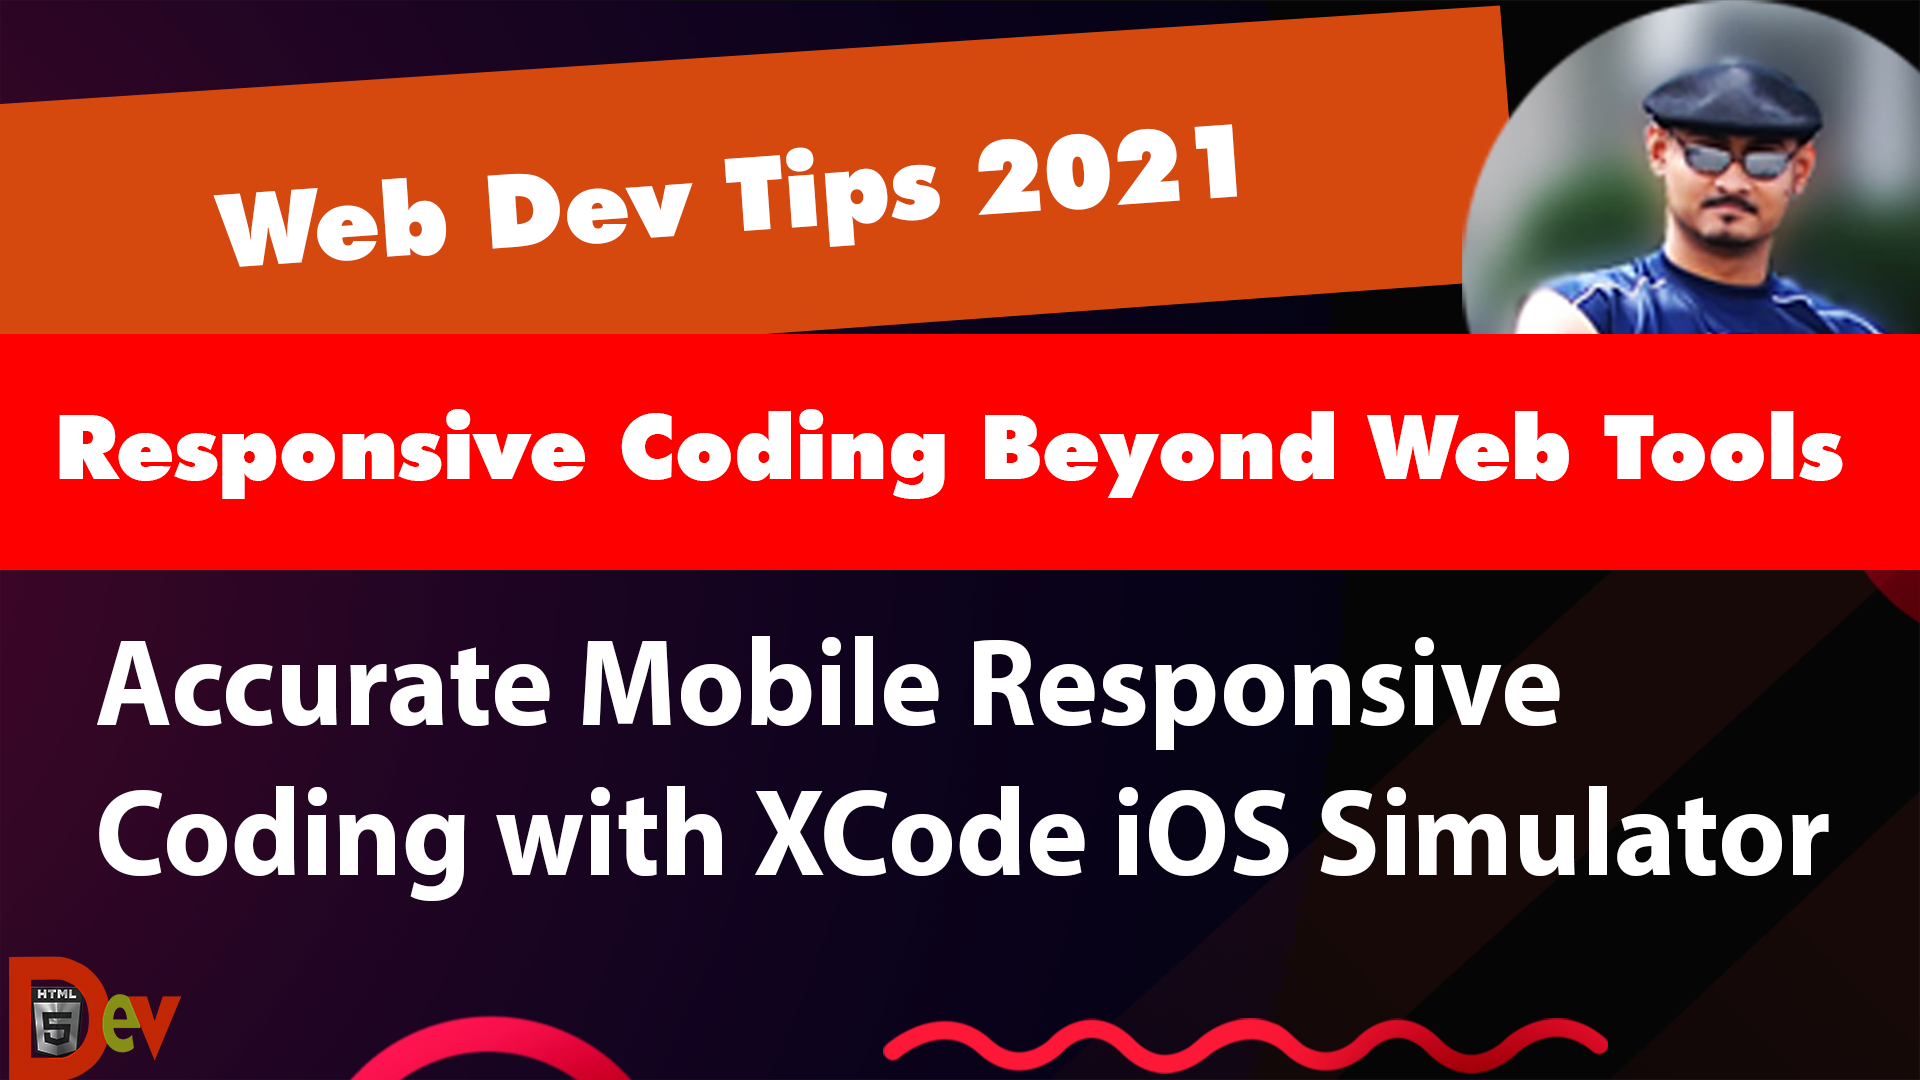 Web Dev Tips 2021
Responsive Coding Beyond Web Tools
Accurate Mobile Responsive
Coding with XCode iOS Simulator
HTML
5
Dev